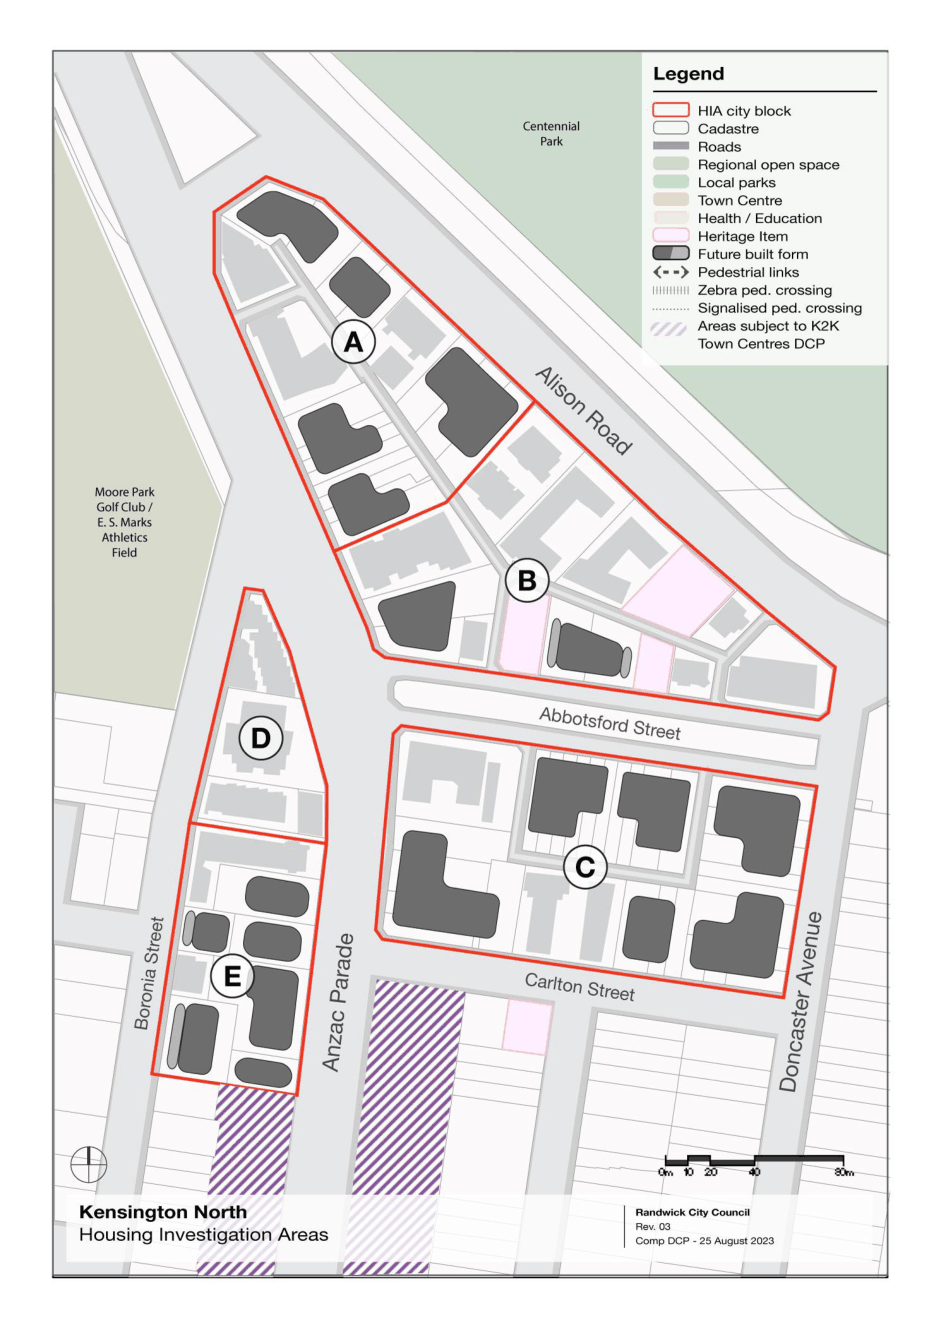 Legend
HIA city block
Cadastre
Roads
Regional open space
Local parks
Town Centre
Health / Education
Heritage Item
Future built form
Pedestrial links
Zebra ped. crossing
Signalised ped. crossing
Areas subject to K2K
Town Centres DCP
Centennial
Park
A
Alison Road
Moore Park
Golf Club /
E. S. Marks
Athletics
Field
B
Abbotsford Street
D
C
E
Boronia Street
Anzac Parade
Carlton Street
Doncaster Avenue
0m 10 20 40 80m
Kensington North
Housing Investigation Areas
Randwick City Council
Rev. 03
Comp DCP - 25 August 2023